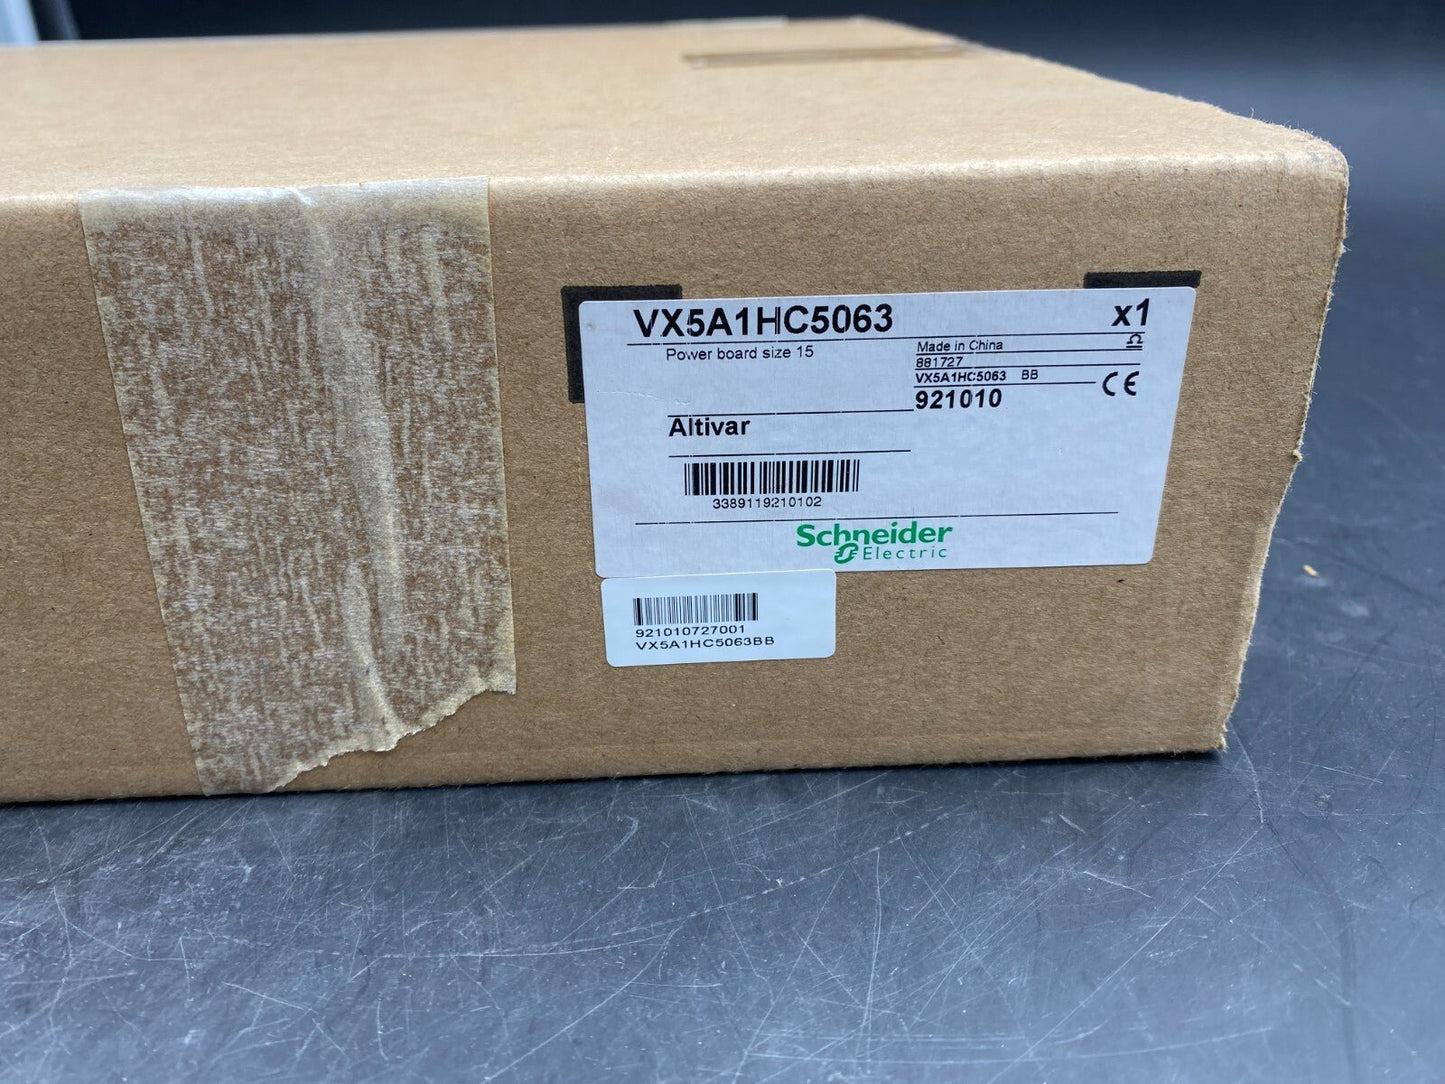 VX5A1HC5063 x1
Power board size 15
Made in China
881727
VX5A1HC5063 BB
CE
921010
Altivar
3389119210102
Schneider
Electric
921010727001
VX5A1HC5063BB